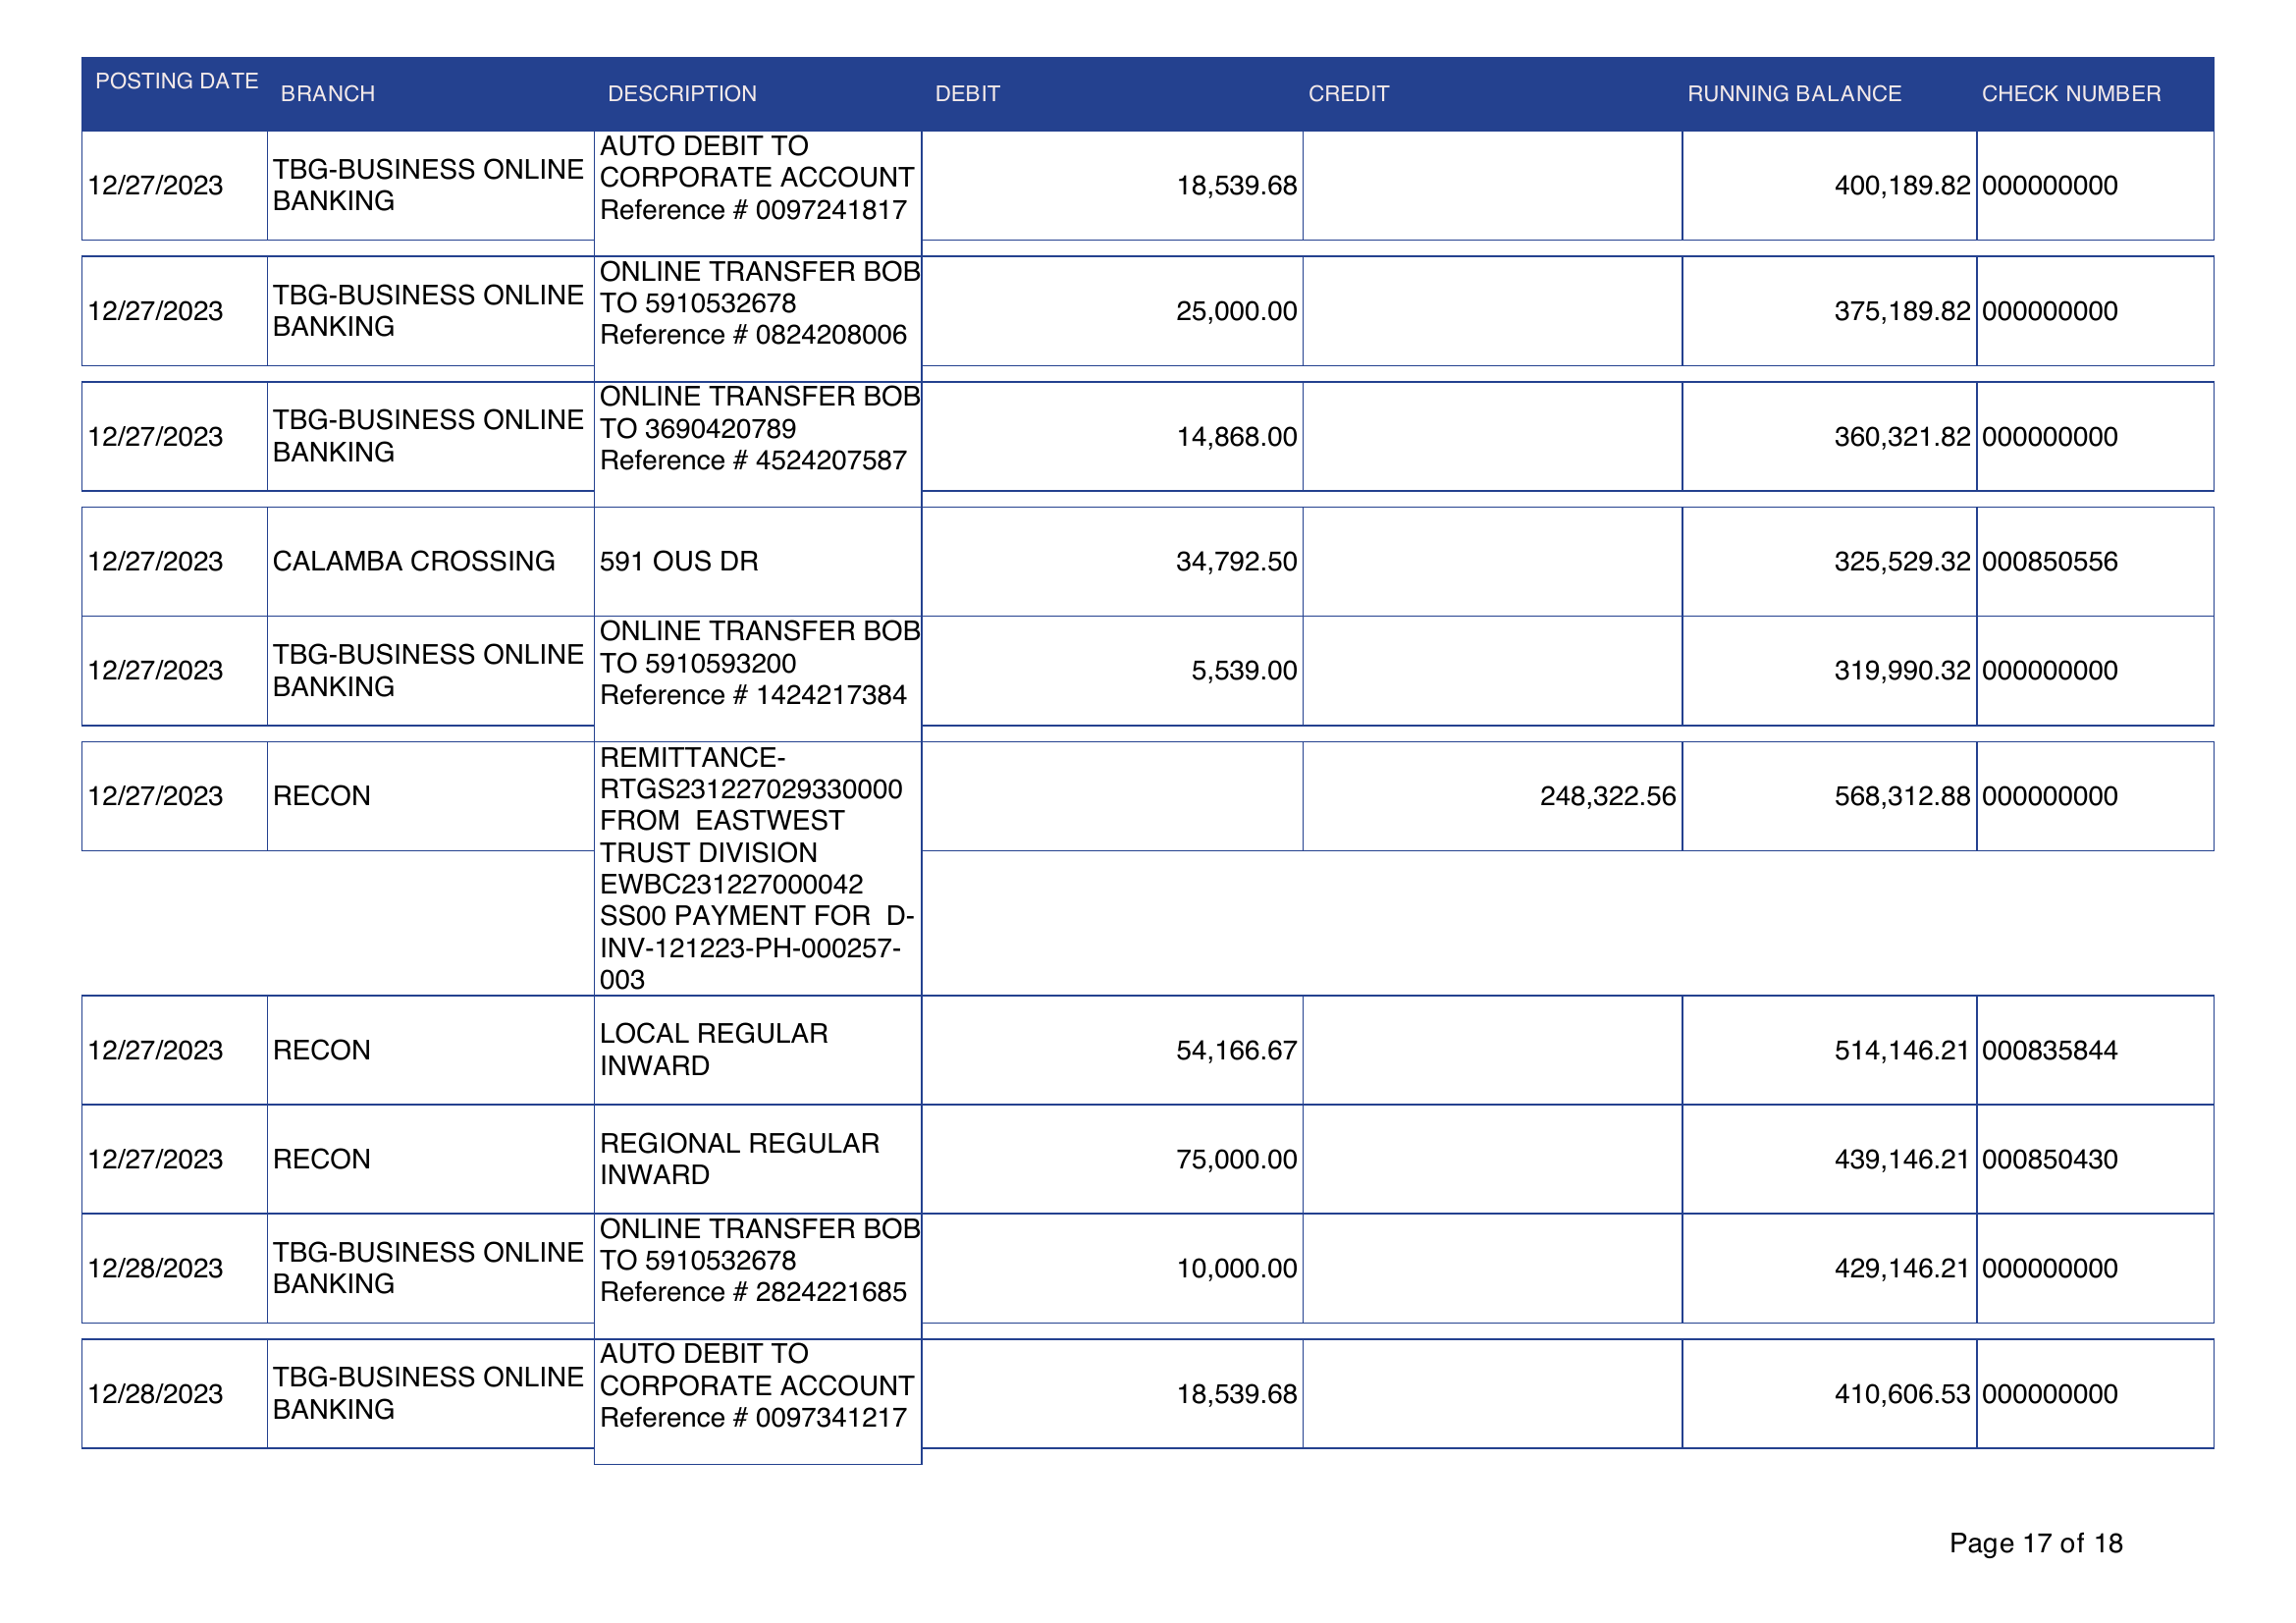 POSTING DATE BRANCH DESCRIPTION DEBIT CREDIT RUNNING BALANCE CHECK NUMBER
12/27/2023 TBG-BUSINESS ONLINE BANKING AUTO DEBIT TO CORPORATE ACCOUNT Reference # 0097241817 18,539.68 400,189.82 000000000
12/27/2023 TBG-BUSINESS ONLINE BANKING ONLINE TRANSFER BOB TO 5910532678 Reference # 0824208006 25,000.00 375,189.82 000000000
12/27/2023 TBG-BUSINESS ONLINE BANKING ONLINE TRANSFER BOB TO 3690420789 Reference # 4524207587 14,868.00 360,321.82 000000000
12/27/2023 CALAMBA CROSSING 591 OUS DR 34,792.50 325,529.32 000850556
12/27/2023 TBG-BUSINESS ONLINE BANKING ONLINE TRANSFER BOB TO 5910593200 Reference # 1424217384 5,539.00 319,990.32 000000000
12/27/2023 RECON REMITTANCE-RTGS231227029330000 FROM  EASTWEST TRUST DIVISION EWBC231227000042 SS00 PAYMENT FOR  D-INV-121223-PH-000257-003 248,322.56 568,312.88 000000000
12/27/2023 RECON LOCAL REGULAR INWARD 54,166.67 514,146.21 000835844
12/27/2023 RECON REGIONAL REGULAR INWARD 75,000.00 439,146.21 000850430
12/28/2023 TBG-BUSINESS ONLINE BANKING ONLINE TRANSFER BOB TO 5910532678 Reference # 2824221685 10,000.00 429,146.21 000000000
12/28/2023 TBG-BUSINESS ONLINE BANKING AUTO DEBIT TO CORPORATE ACCOUNT Reference # 0097341217 18,539.68 410,606.53 000000000
Page 17 of 18